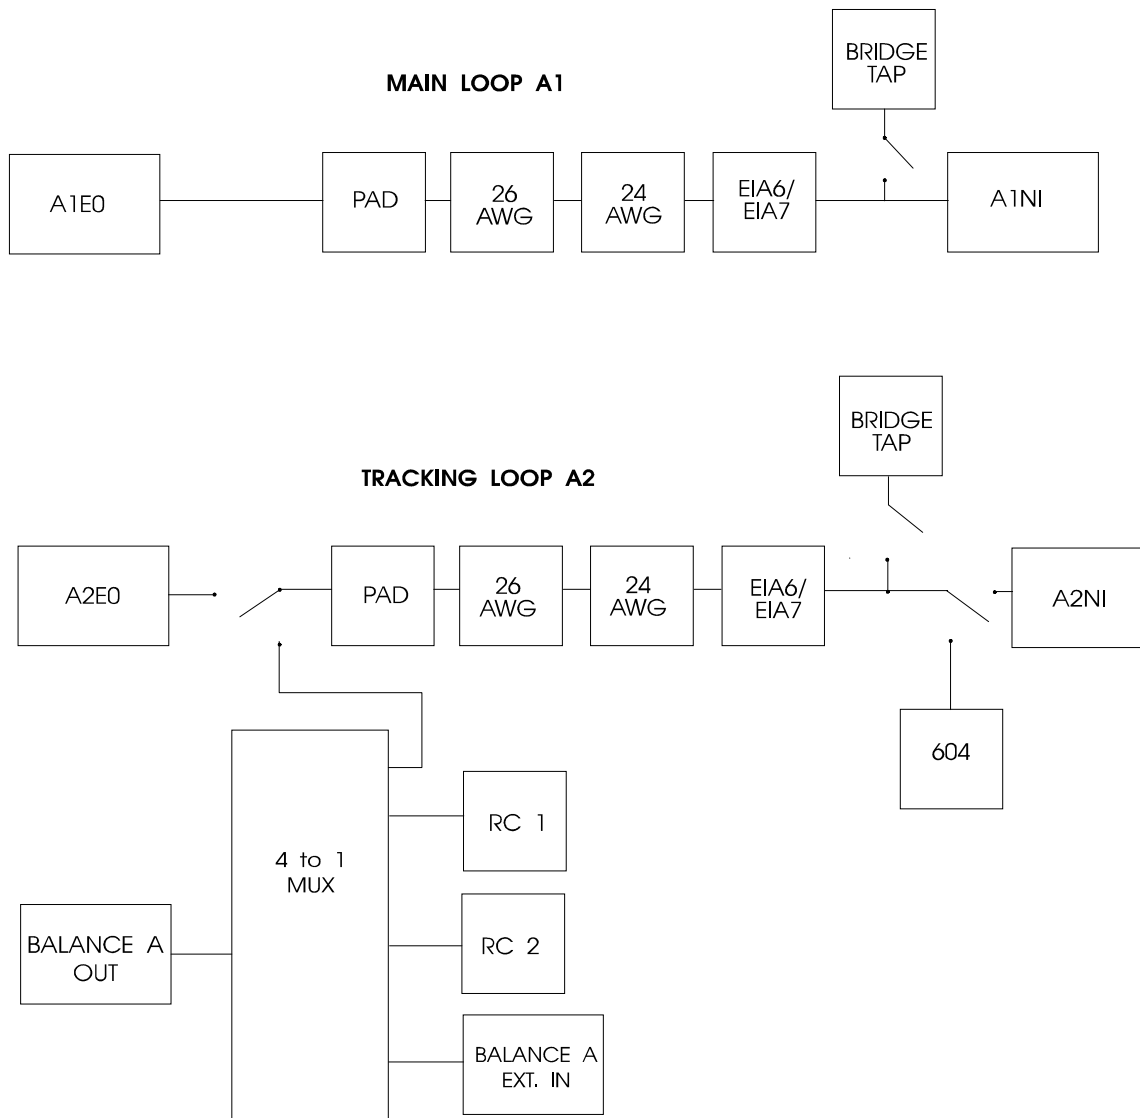 MAIN LOOP A1
BRIDGE
TAP
A1E0
PAD
26
AWG
24
AWG
EIA6/
EIA7
A1NI
TRACKING LOOP A2
BRIDGE
TAP
A2E0
PAD
26
AWG
24
AWG
EIA6/
EIA7
A2NI
604
4 to 1
MUX
RC 1
RC 2
BALANCE A
OUT
BALANCE A
EXT. IN